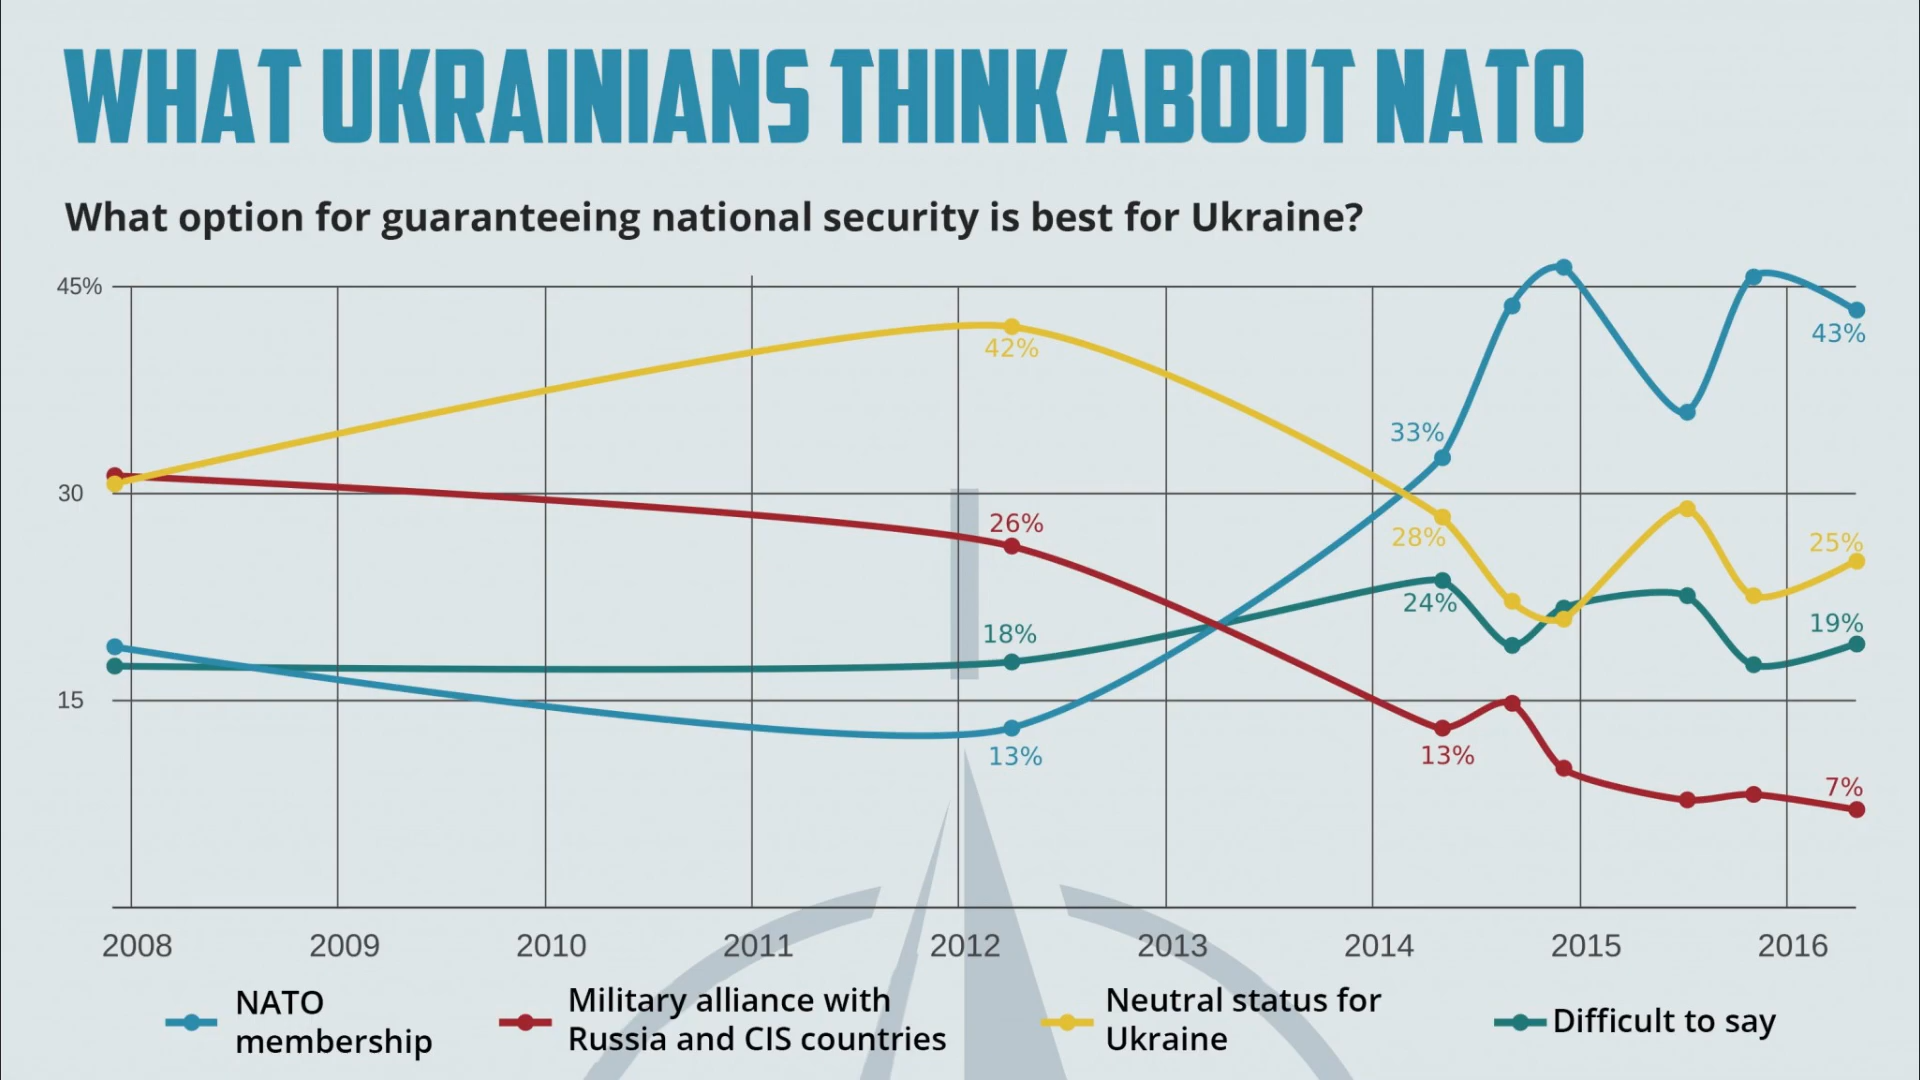 WHAT UKRAINIANS THINK ABOUT NATO
What option for guaranteeing national security is best for Ukraine?
45%
30
15
42%
26%
18%
13%
33%
28%
24%
13%
43%
25%
19%
7%
2008 2009 2010 2011 2012 2013 2014 2015 2016
NATO
membership
Military alliance with
Russia and CIS countries
Neutral status for
Ukraine
Difficult to say